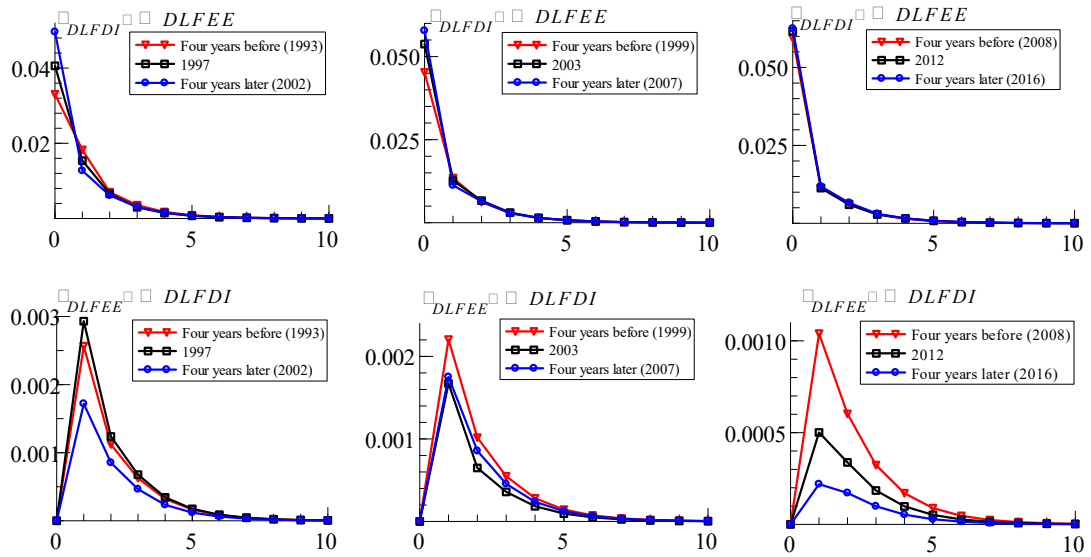 □DLFDI□□ DLFEE
Four years before (1993)
1997
Four years later (2002)
0.04
0.02
0 5 10
□DLFDI□□ DLFEE
Four years before (1999)
2003
Four years later (2007)
0.050
0.025
0 5 10
□DLFDI□□ DLFEE
Four years before (2008)
2012
Four years later (2016)
0.050
0.025
0 5 10
□DLFEE□□ DLFDI
Four years before (1993)
1997
Four years later (2002)
0.003
0.002
0.001
0 5 10
□DLFEE□□ DLFDI
Four years before (1999)
2003
Four years later (2007)
0.002
0.001
0 5 10
□DLFEE□□ DLFDI
Four years before (2008)
2012
Four years later (2016)
0.0010
0.0005
0 5 10